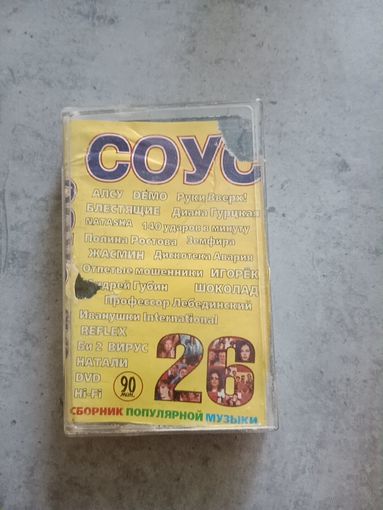 СОУС
АЛСУ DEMO Руки Вверх!
БЛЕСТЯЩИЕ Диана Гурцкая
NATASHA 140 ударов в минуту
Полина Ростова Земфира
ЖАСМИН Дискотека Авария
Отпетые мошенники ИГОРЁК
Андрей Губин ШОКОЛАД
Профессор Лебединский
Иванушки International
REFLEX
Би 2 ВИРУС
НАТАЛИ
DVD
Hi-Fi
90 мин.
26
СБОРНИК ПОПУЛЯРНОЙ МУЗЫКИ